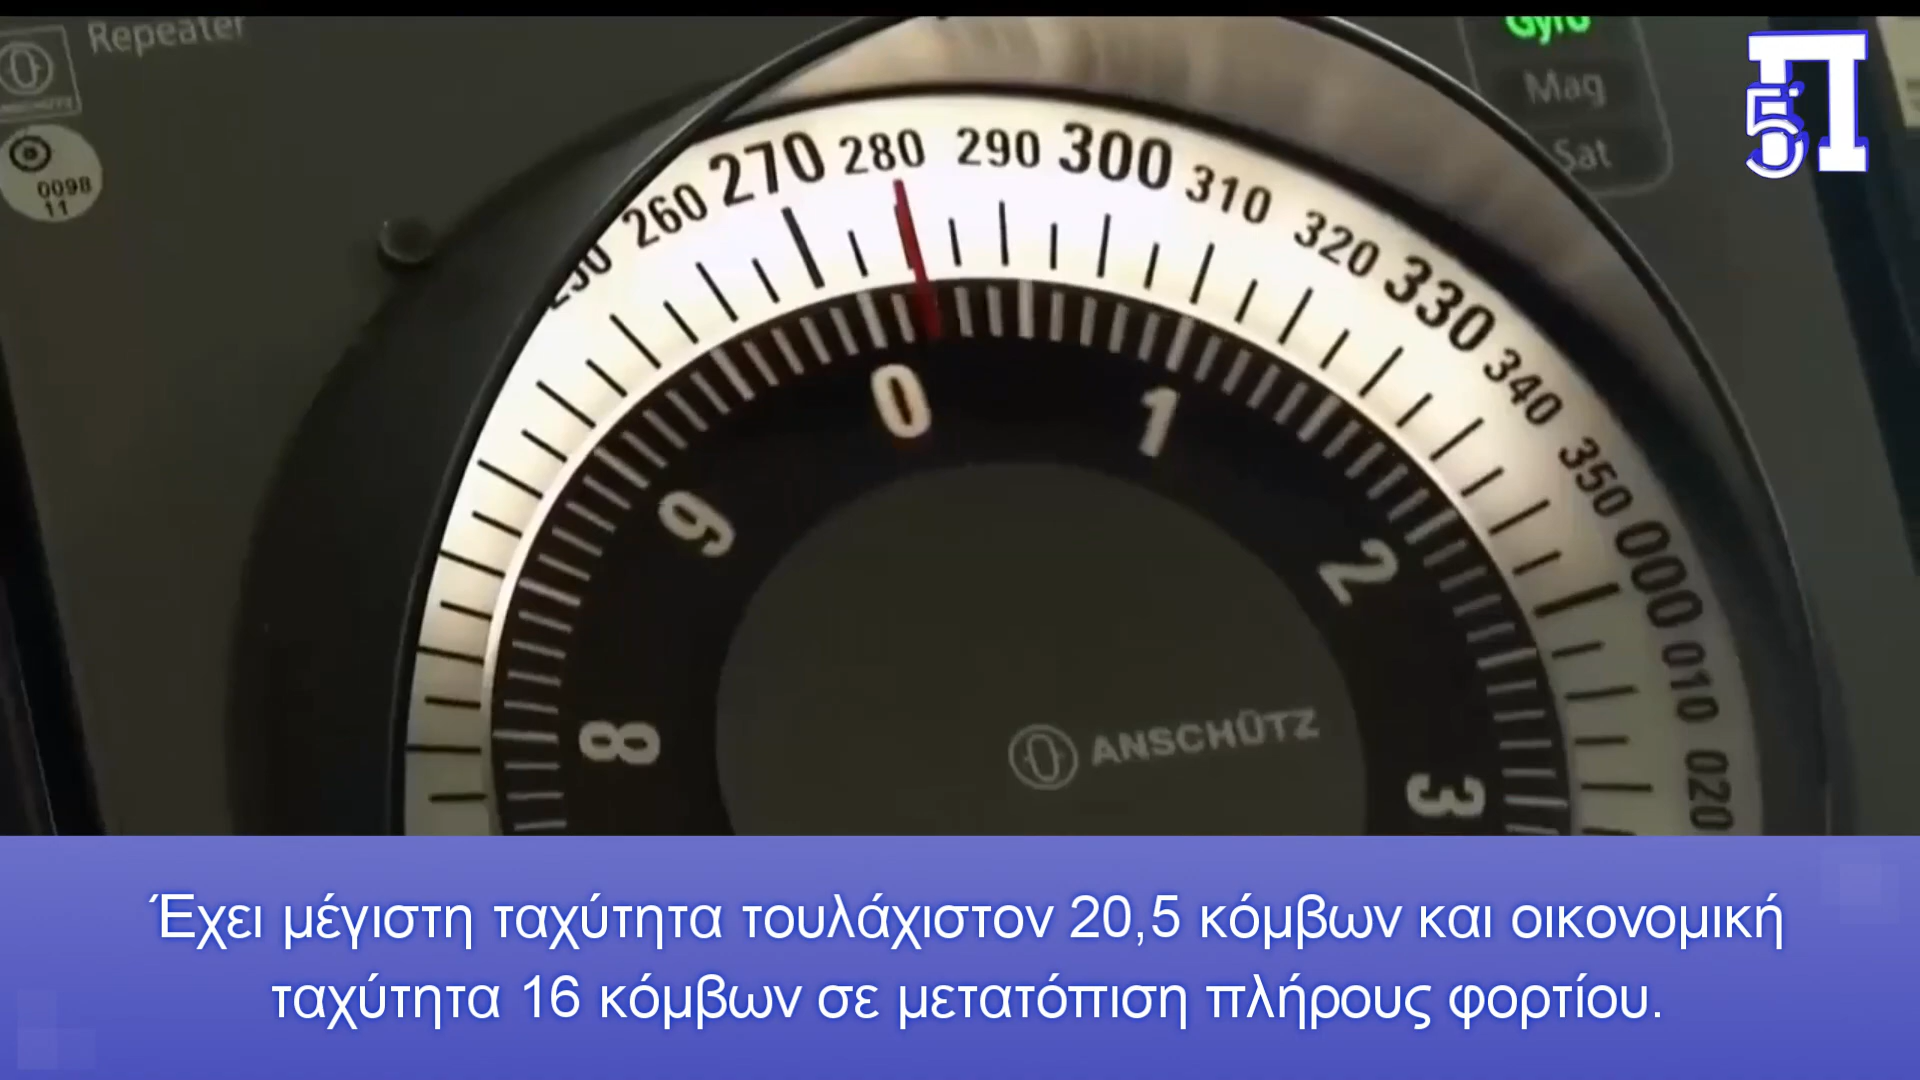 Repeater
Gyro
Mag
Sat
5 Π
0098
11
250 260 270 280 290 300 310 320 330 340 350 000 010 020
8 9 0 1 2 3
ANSCHÜTZ
Έχει μέγιστη ταχύτητα τουλάχιστον 20,5 κόμβων και οικονομική
ταχύτητα 16 κόμβων σε μετατόπιση πλήρους φορτίου.